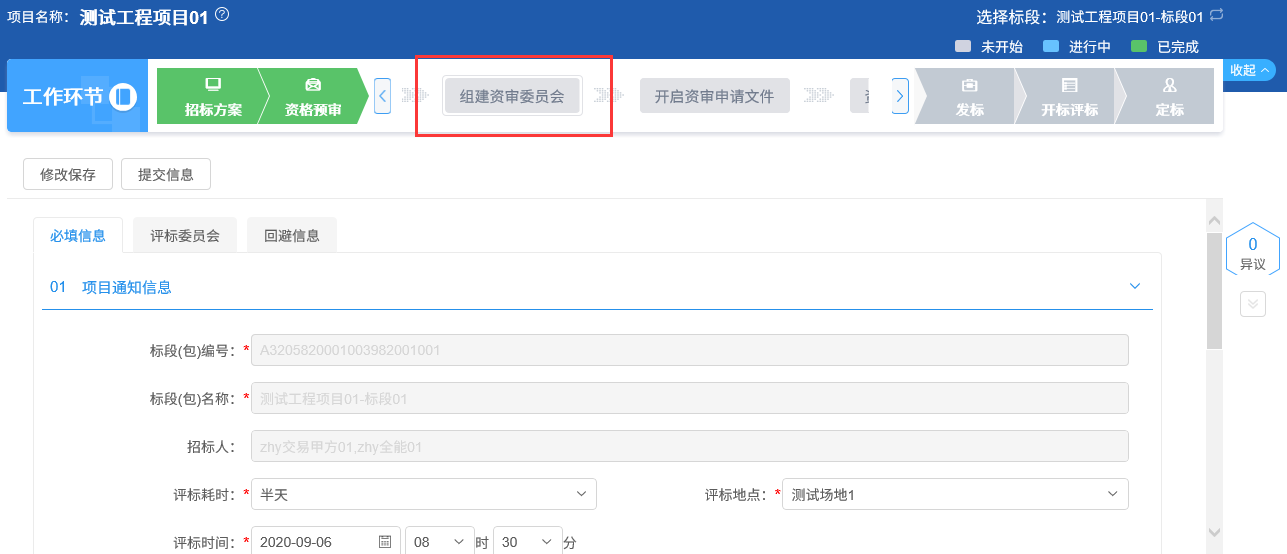 项目名称： 测试工程项目01
选择标段： 测试工程项目01-标段01
未开始 进行中 已完成
工作环节
招标方案 资格预审 组建资审委员会 开启资审申请文件 发标 开标评标 定标
收起
修改保存 提交信息
必填信息 评标委员会 回避信息
01 项目通知信息
标段(包)编号：* A3205820001003982001001
标段(包)名称：* 测试工程项目01-标段01
招标人： zhy交易甲方01,zhy全能01
评标耗时：* 半天 评标地点：* 测试场地1
评标时间：* 2020-09-06 08 时 30 分
0
异议